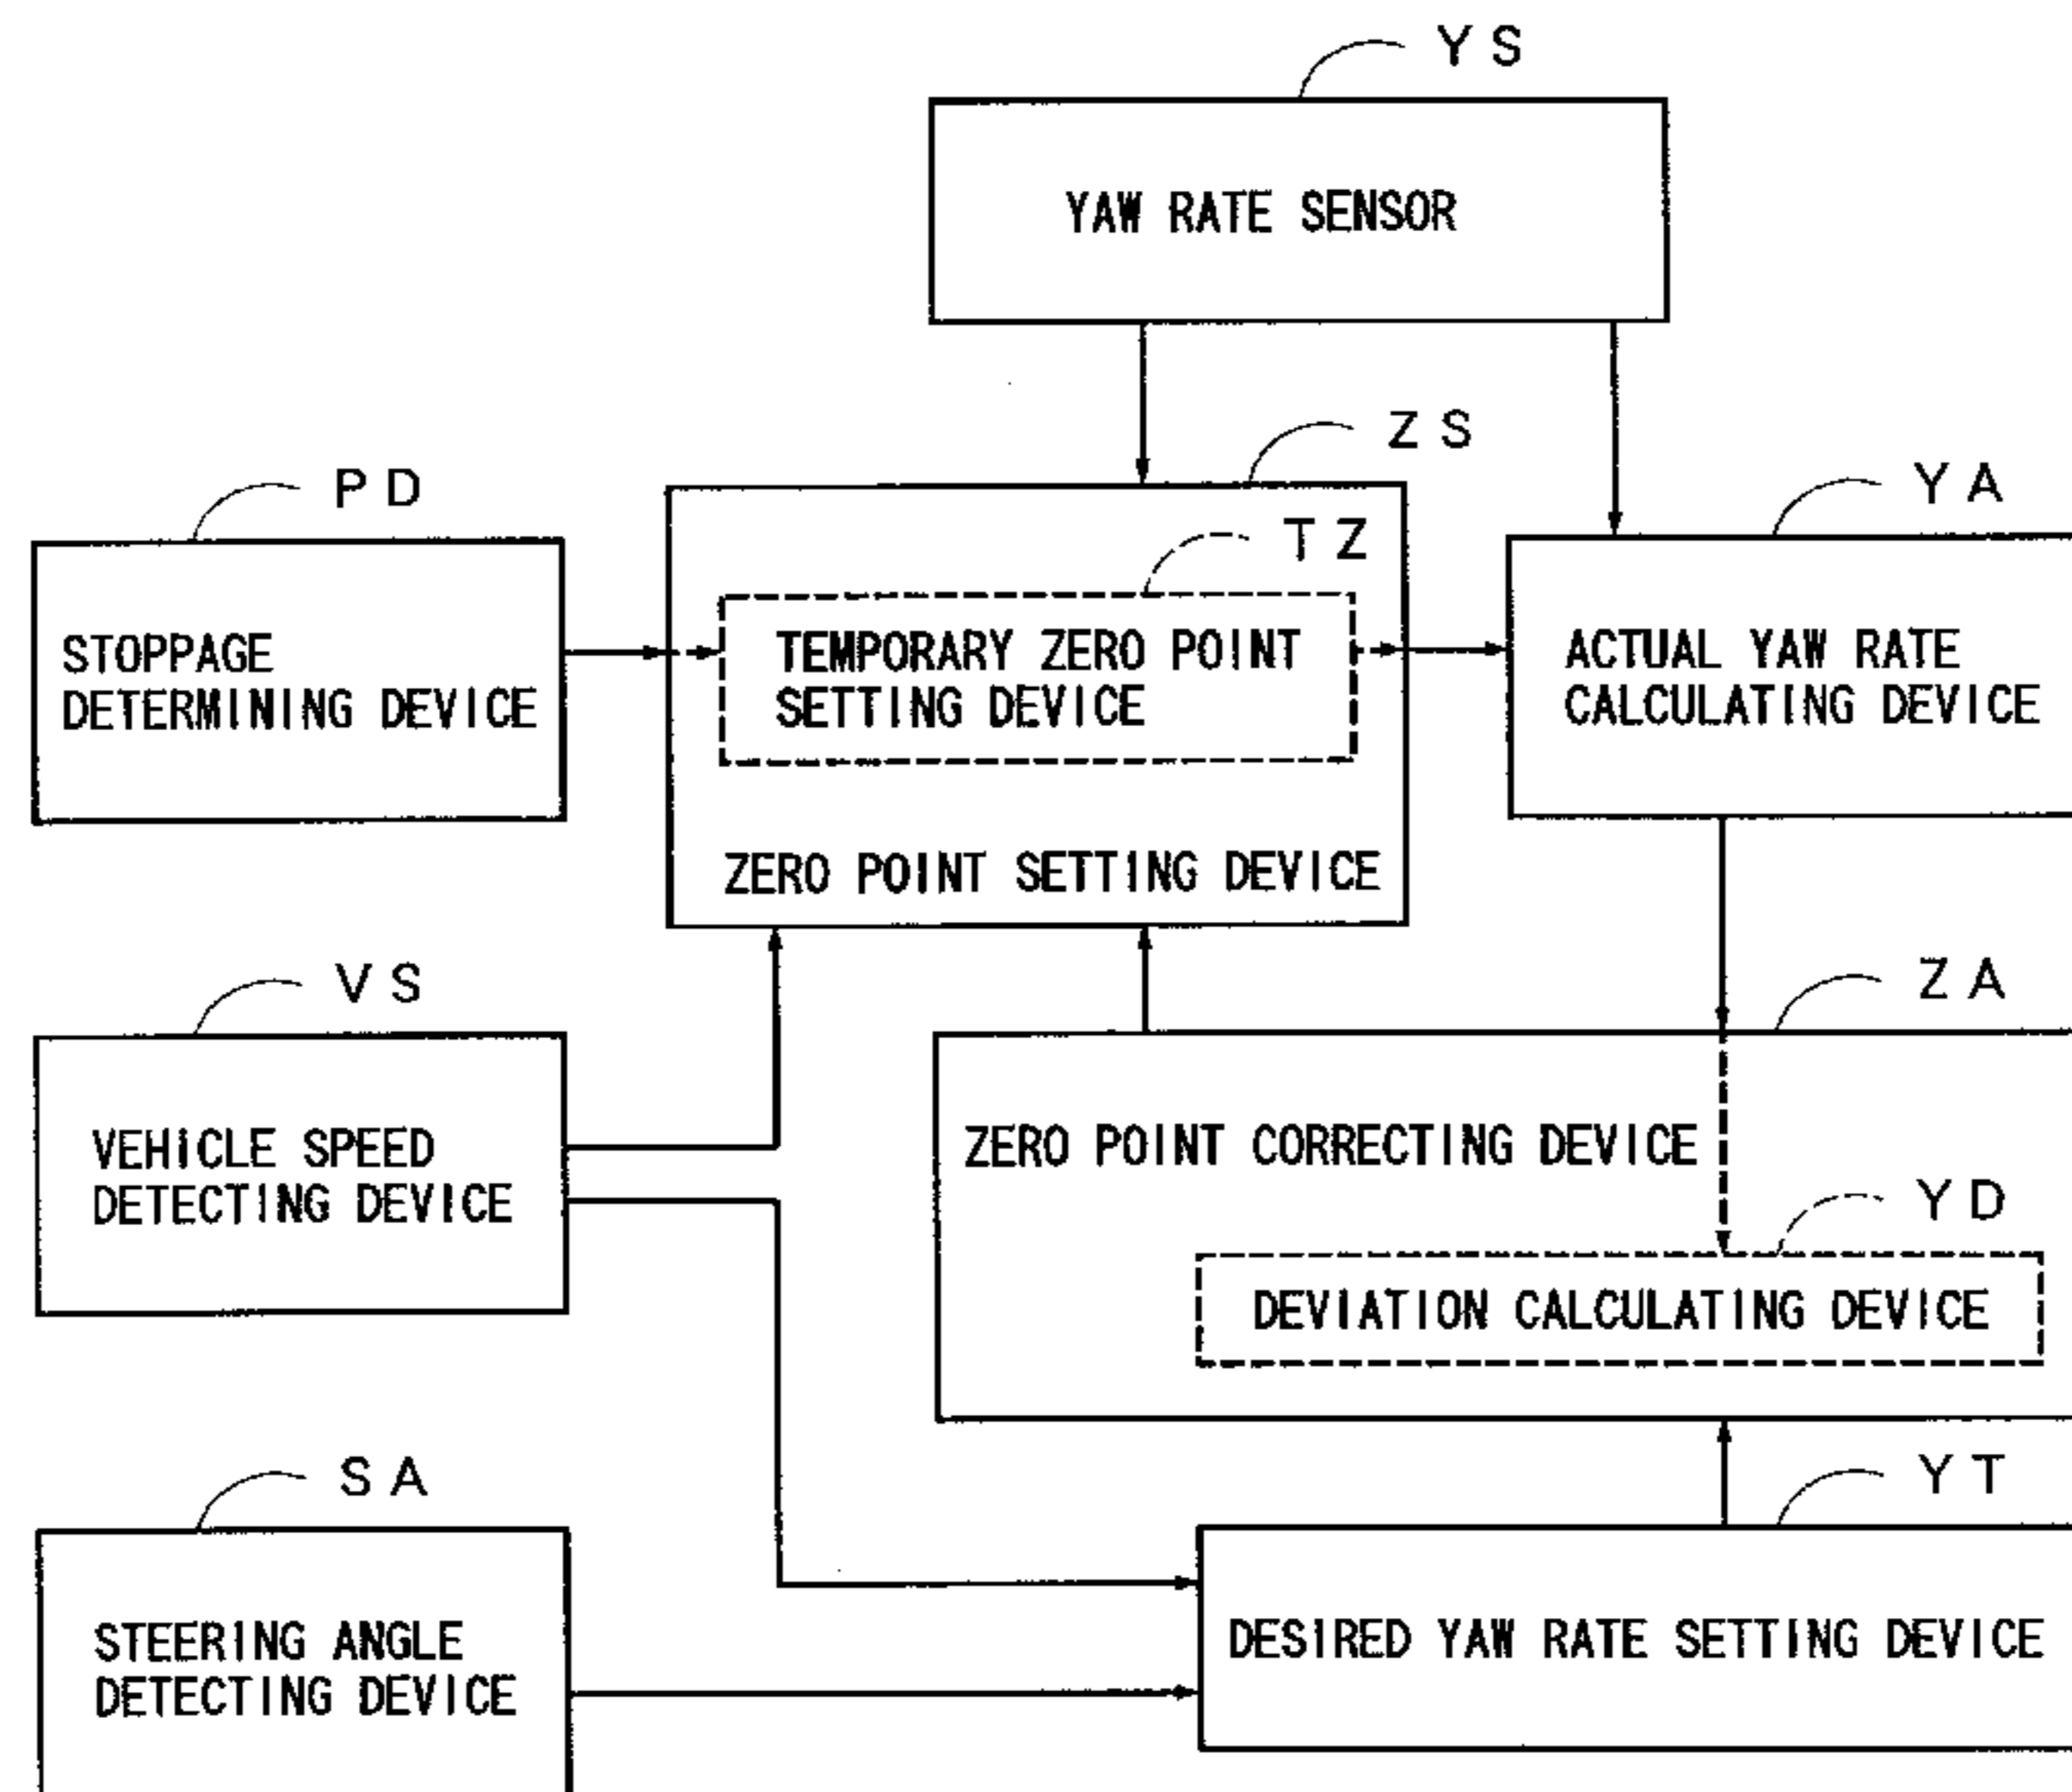 Y S
YAW RATE SENSOR
Z S
P D
Y A
T Z
STOPPAGE
DETERMINING DEVICE
TEMPORARY ZERO POINT
SETTING DEVICE
ACTUAL YAW RATE
CALCULATING DEVICE
ZERO POINT SETTING DEVICE
V S
Z A
VEHICLE SPEED
DETECTING DEVICE
ZERO POINT CORRECTING DEVICE
Y D
DEVIATION CALCULATING DEVICE
S A
Y T
STEERING ANGLE
DETECTING DEVICE
DESIRED YAW RATE SETTING DEVICE